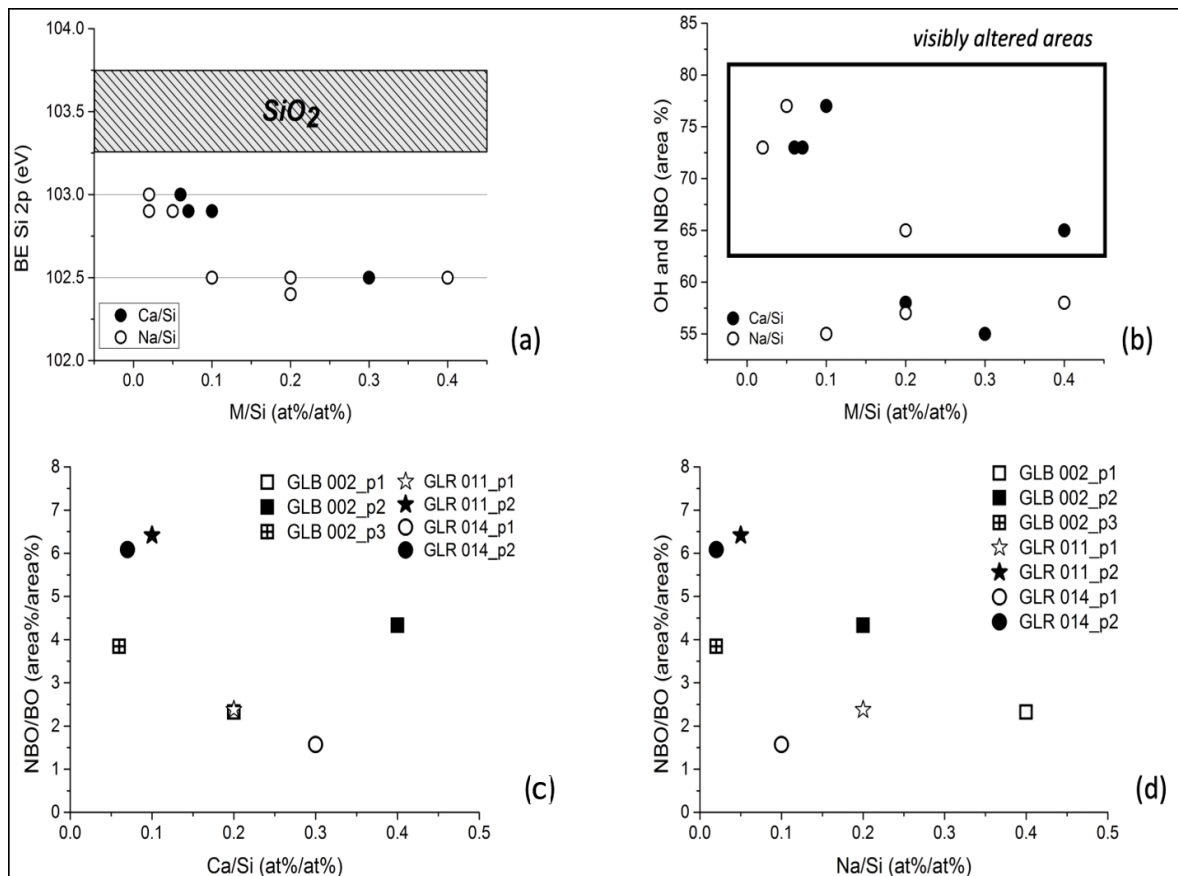 104.0
103.5
103.0
102.5
102.0
BE Si 2p (eV)
SiO2
Ca/Si
Na/Si
(a)
0.0 0.1 0.2 0.3 0.4
M/Si (at%/at%)
visibly altered areas
85
80
75
70
65
60
55
OH and NBO (area %)
Ca/Si
Na/Si
(b)
0.0 0.1 0.2 0.3 0.4
M/Si (at%/at%)
8
7
6
5
4
3
2
1
0
NBO/BO (area%/area%)
GLB 002_p1
GLB 002_p2
GLB 002_p3
GLR 011_p1
GLR 011_p2
GLR 014_p1
GLR 014_p2
(c)
0.0 0.1 0.2 0.3 0.4 0.5
Ca/Si (at%/at%)
8
7
6
5
4
3
2
1
0
NBO/BO (area%/area%)
GLB 002_p1
GLB 002_p2
GLB 002_p3
GLR 011_p1
GLR 011_p2
GLR 014_p1
GLR 014_p2
(d)
0.0 0.1 0.2 0.3 0.4 0.5
Na/Si (at%/at%)